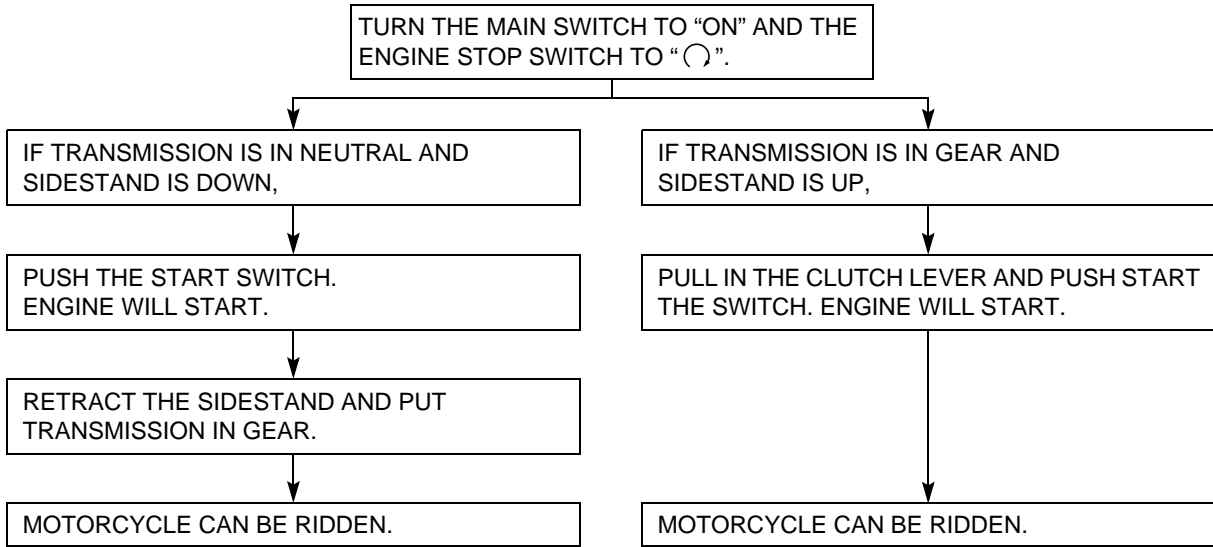 TURN THE MAIN SWITCH TO “ON” AND THE
ENGINE STOP SWITCH TO “ ”.
IF TRANSMISSION IS IN NEUTRAL AND
SIDESTAND IS DOWN,
PUSH THE START SWITCH.
ENGINE WILL START.
RETRACT THE SIDESTAND AND PUT
TRANSMISSION IN GEAR.
MOTORCYCLE CAN BE RIDDEN.
IF TRANSMISSION IS IN GEAR AND
SIDESTAND IS UP,
PULL IN THE CLUTCH LEVER AND PUSH START
THE SWITCH. ENGINE WILL START.
MOTORCYCLE CAN BE RIDDEN.